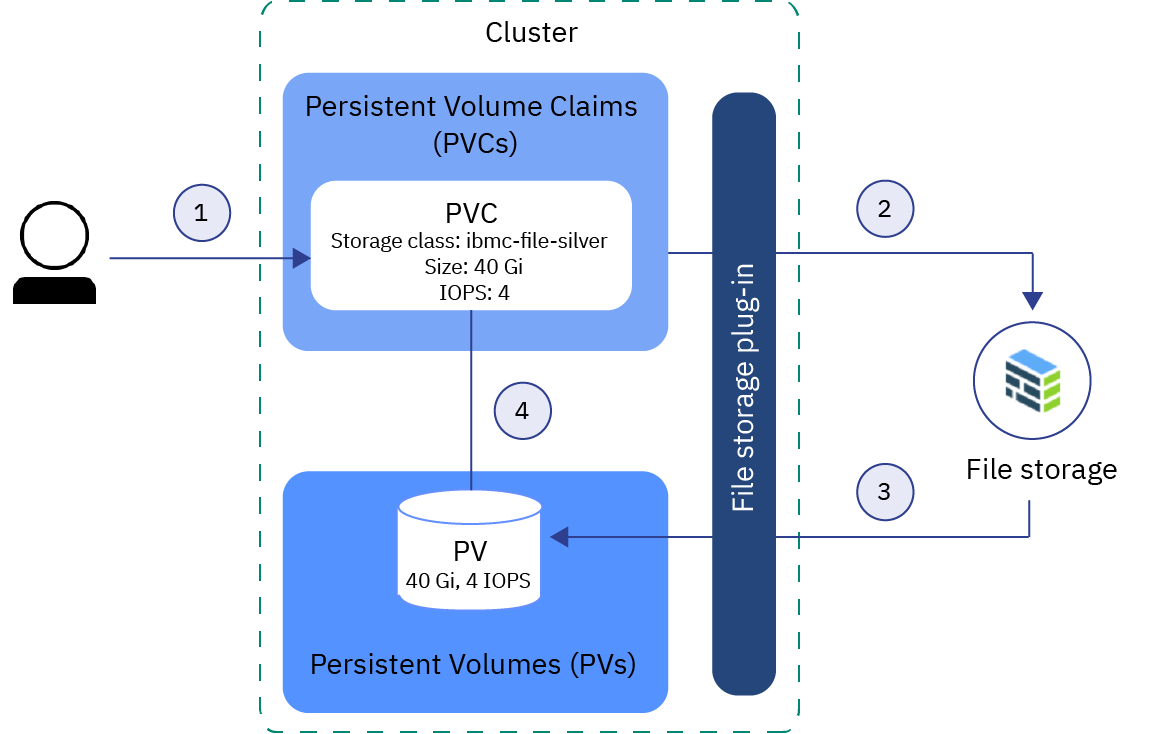 Cluster
Persistent Volume Claims
(PVCs)
1
PVC
Storage class: ibmc-file-silver
Size: 40 Gi
IOPS: 4
2
File storage plug-in
4
File storage
3
PV
40 Gi, 4 IOPS
Persistent Volumes (PVs)